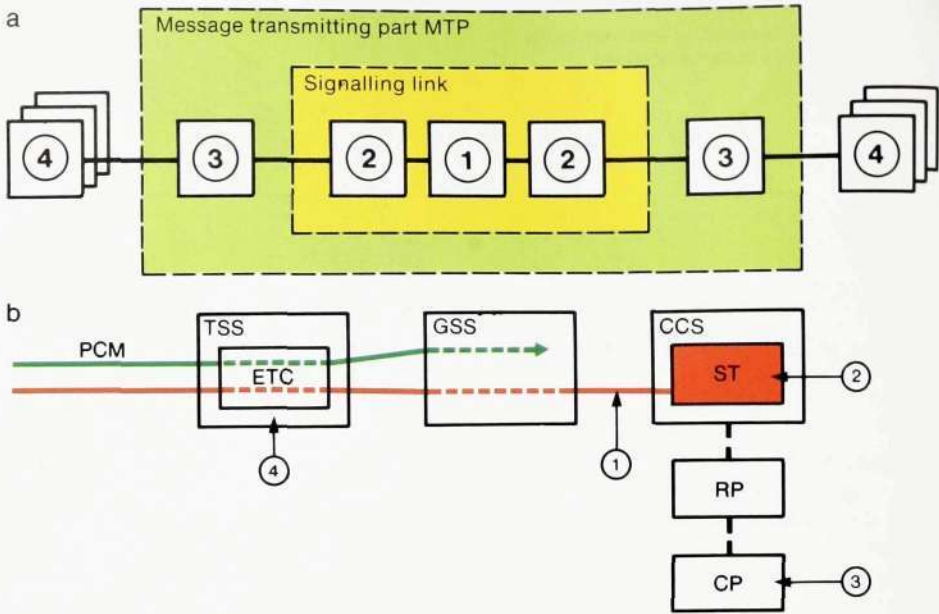 a
Message transmitting part MTP
Signalling link
4 3 2 1 2 3 4
b
TSS GSS CCS
PCM
ETC ST 2
4 1
RP
CP 3